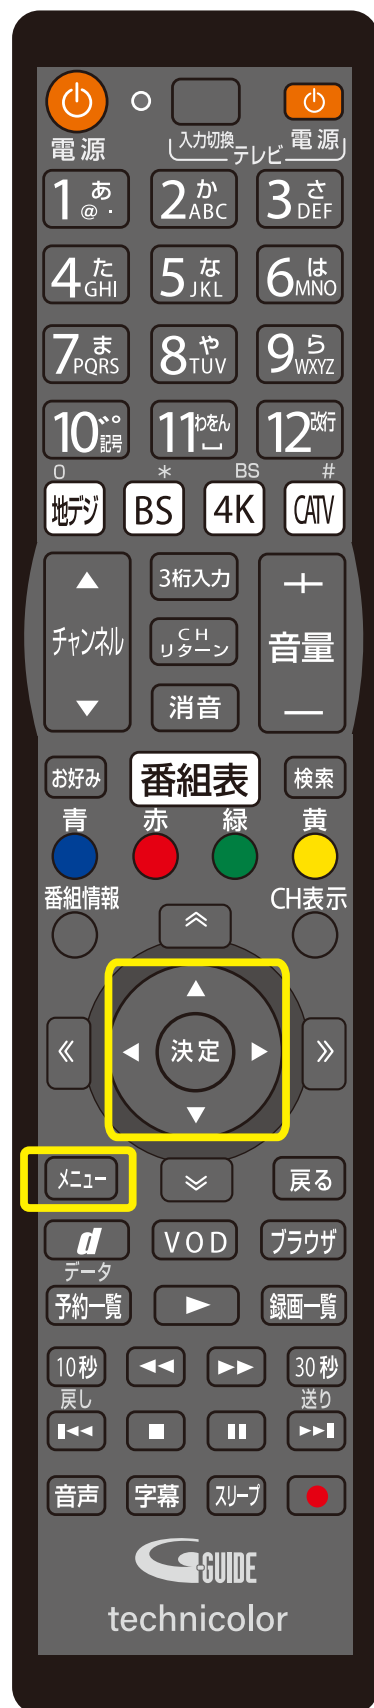 電源
入力切換
電源
テレビ
1 あ @ .
2 か ABC
3 さ DEF
4 た GHI
5 な JKL
6 は MNO
7 ま PQRS
8 や TUV
9 ら WXYZ
10 ゛゜ 記号
11 わをん
12 改行
0 * BS #
地デジ BS 4K CATV
3桁入力
チャンネル
CH
リターン
+
音量
−
消音
お好み 番組表 検索
青 赤 緑 黄
番組情報 CH表示
決定
メニュー 戻る
d VOD ブラウザ
データ
予約一覧 録画一覧
10秒 30秒
戻し 送り
音声 字幕 スリープ
G-GUIDE
technicolor